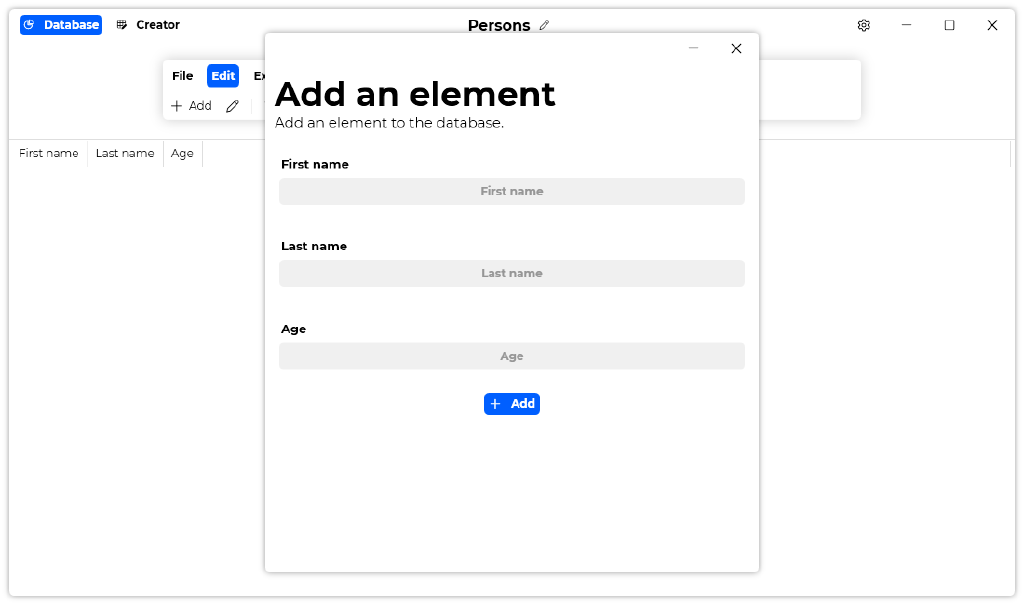 Database Creator Persons
File Edit Ex
Add
First name Last name Age
Add an element
Add an element to the database.
First name
First name
Last name
Last name
Age
Age
Add